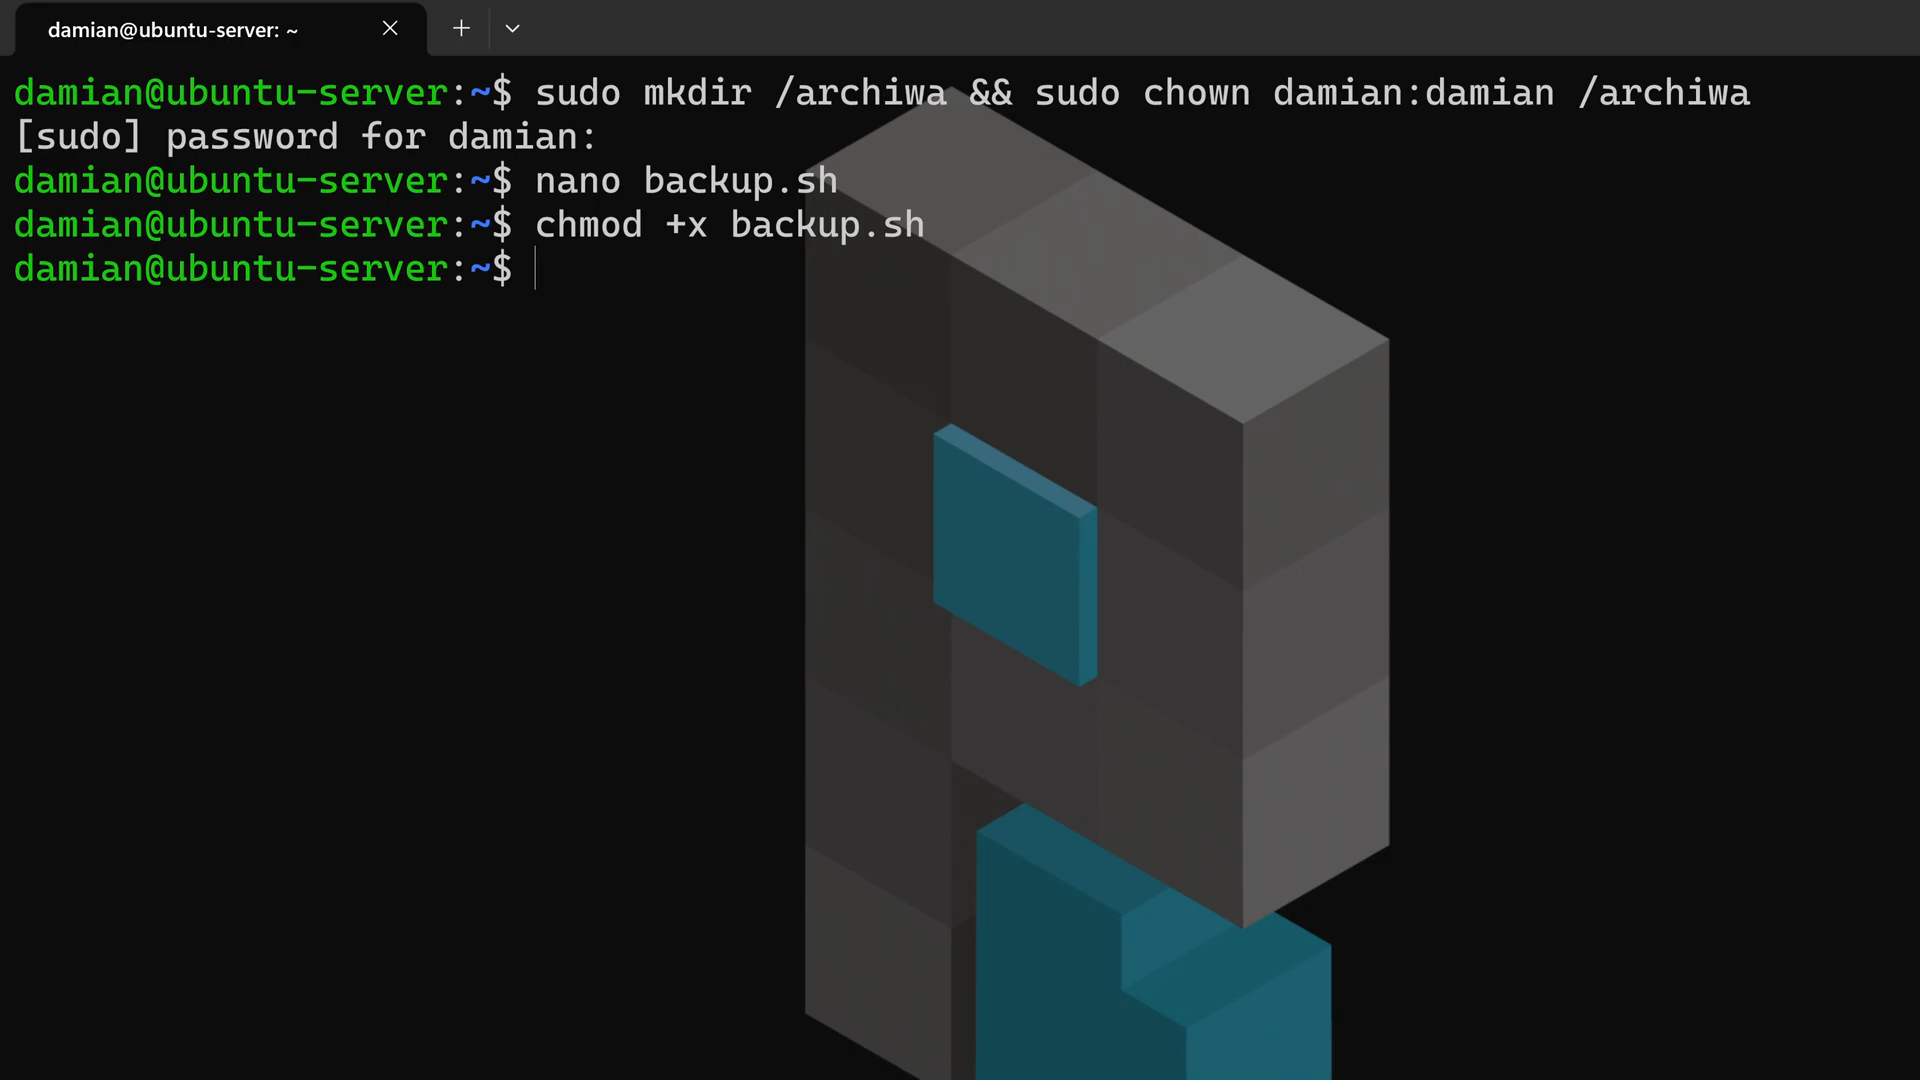 damian@ubuntu-server: ~
damian@ubuntu-server:~$ sudo mkdir /archiwa && sudo chown damian:damian /archiwa
[sudo] password for damian:
damian@ubuntu-server:~$ nano backup.sh
damian@ubuntu-server:~$ chmod +x backup.sh
damian@ubuntu-server:~$